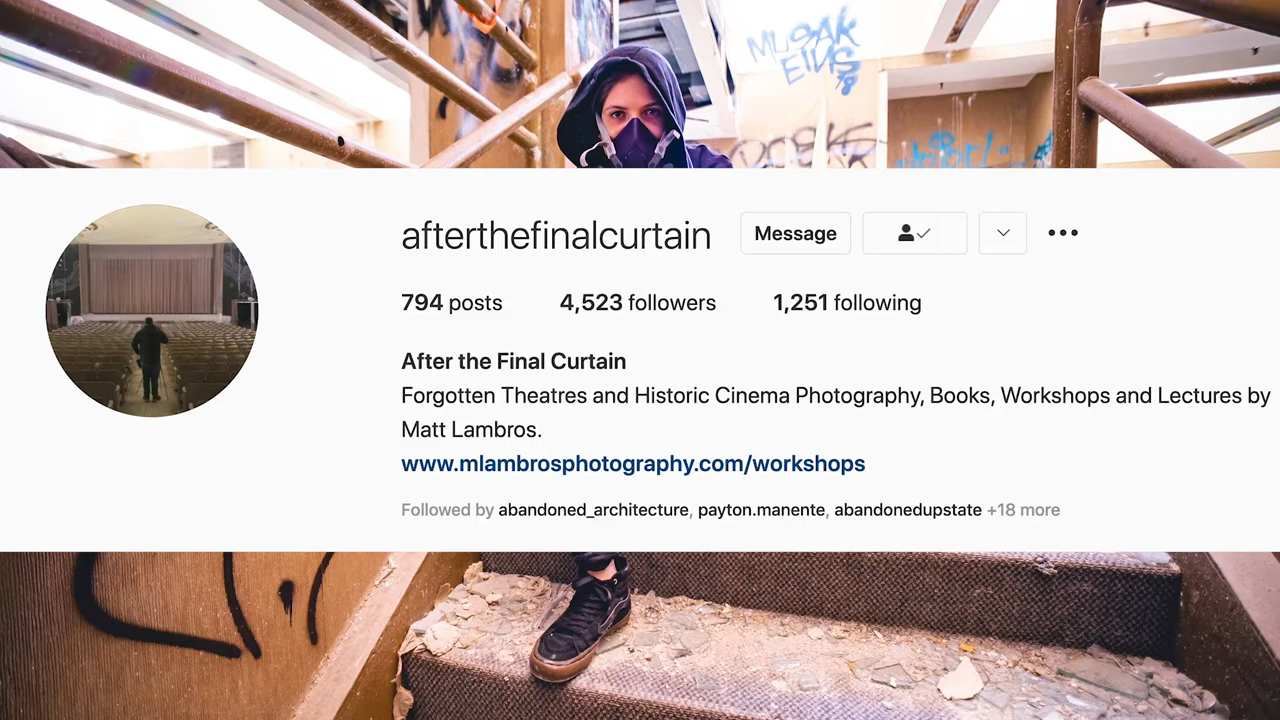 MUSAK
EIDS
afterthefinalcurtain Message
794 posts 4,523 followers 1,251 following
After the Final Curtain
Forgotten Theatres and Historic Cinema Photography, Books, Workshops and Lectures by
Matt Lambros.
www.mlambrosphotography.com/workshops
Followed by abandoned_architecture, payton.manente, abandonedupstate +18 more